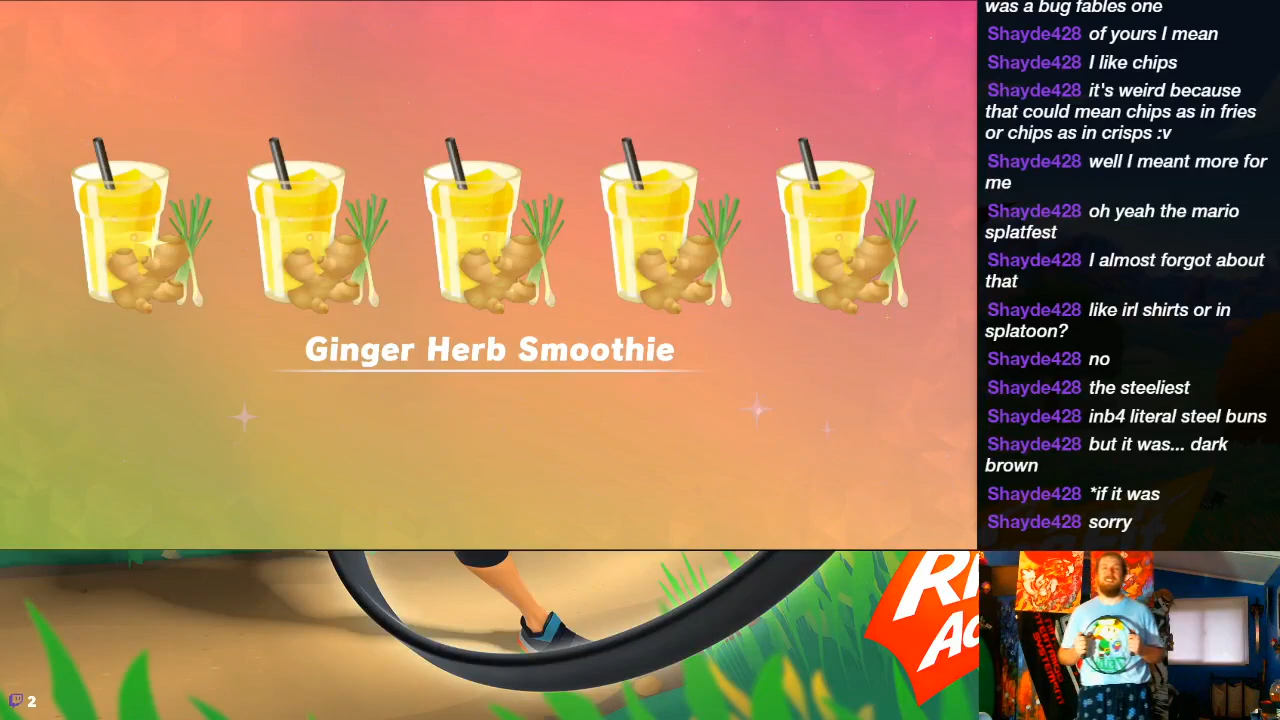 was a bug fables one
Shayde428 of yours I mean
Shayde428 I like chips
Shayde428 it's weird because
that could mean chips as in fries
or chips as in crisps :v
Shayde428 well I meant more for
me
Shayde428 oh yeah the mario
splatfest
Shayde428 I almost forgot about
that
Shayde428 like irl shirts or in
splatoon?
Shayde428 no
Shayde428 the steeliest
Shayde428 inb4 literal steel buns
Shayde428 but it was... dark
brown
Shayde428 *if it was
Shayde428 sorry
Ginger Herb Smoothie
2